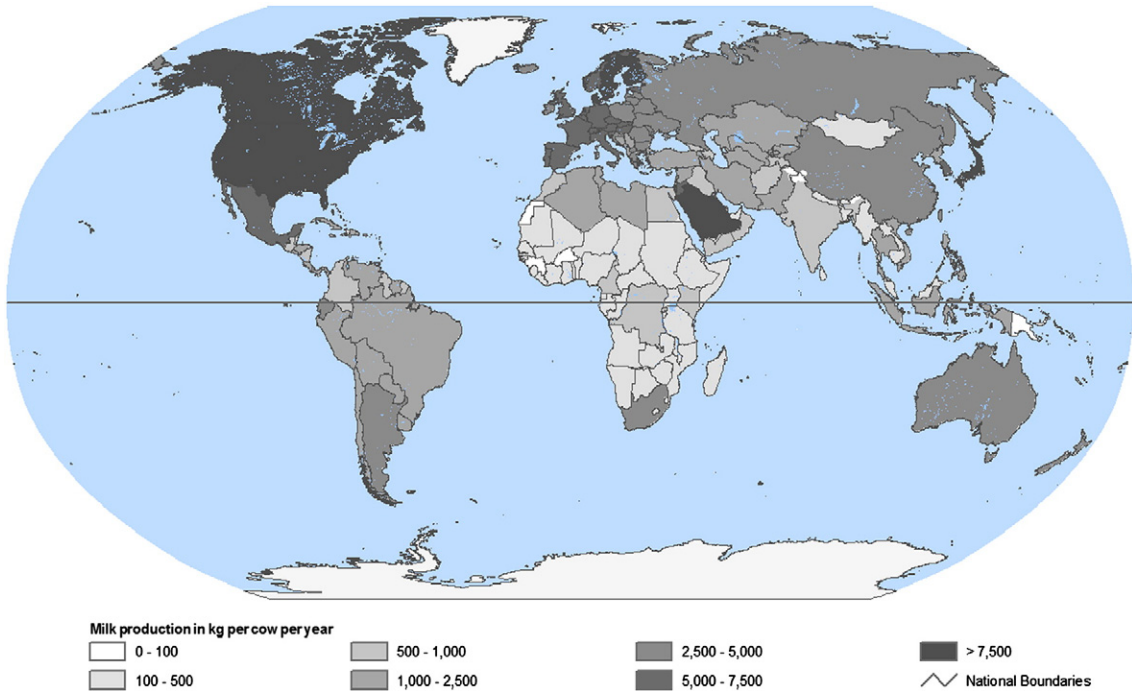 Milk production in kg per cow per year
0 - 100
500 - 1,000
2,500 - 5,000
> 7,500
100 - 500
1,000 - 2,500
5,000 - 7,500
National Boundaries